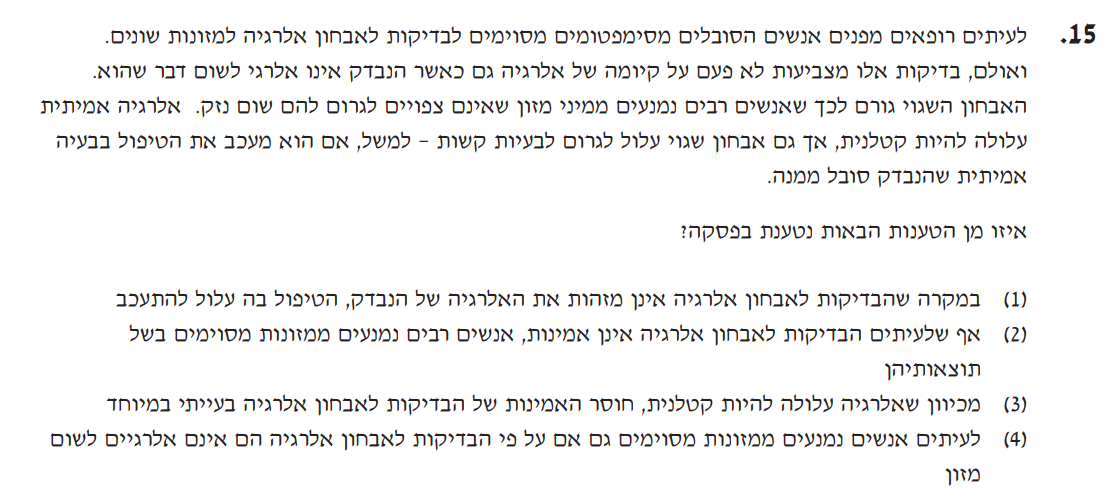 15. לעיתים רופאים מפנים אנשים הסובלים מסימפטומים מסוימים לבדיקות לאבחון אלרגיה למזונות שונים.
ואולם, בדיקות אלו מצביעות לא פעם על קיומה של אלרגיה גם כאשר הנבדק אינו אלרגי לשום דבר שהוא.
האבחון השגוי גורם לכך שאנשים רבים נמנעים ממיני מזון שאינם צפויים לגרום להם שום נזק. אלרגיה אמיתית
עלולה להיות קטלנית, אך גם אבחון שגוי עלול לגרום לבעיות קשות – למשל, אם הוא מעכב את הטיפול בבעיה
אמיתית שהנבדק סובל ממנה.
איזו מן הטענות הבאות נטענת בפסקה?
(1) במקרה שהבדיקות לאבחון אלרגיה אינן מזהות את האלרגיה של הנבדק, הטיפול בה עלול להתעכב
(2) אף שלעיתים הבדיקות לאבחון אלרגיה אינן אמינות, אנשים רבים נמנעים ממזונות מסוימים בשל
תוצאותיהן
(3) מכיוון שאלרגיה עלולה להיות קטלנית, חוסר האמינות של הבדיקות לאבחון אלרגיה בעייתי במיוחד
(4) לעיתים אנשים נמנעים ממזונות מסוימים גם אם על פי הבדיקות לאבחון אלרגיה הם אינם אלרגיים לשום
מזון